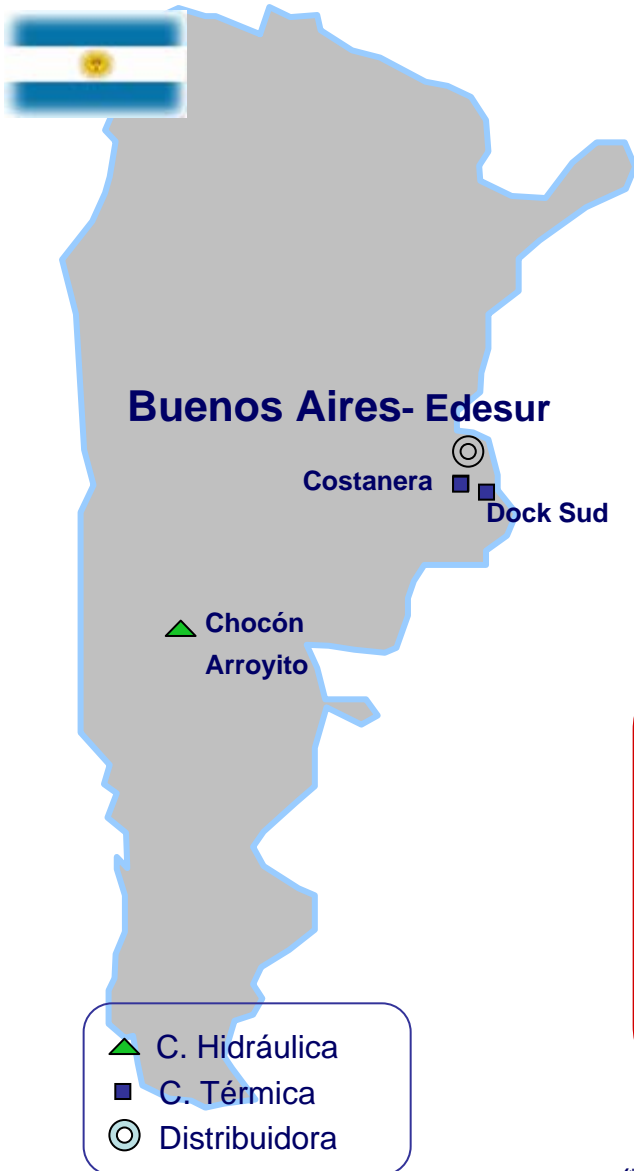 Buenos Aires- Edesur
Costanera
Dock Sud
Chocón
Arroyito
C. Hidráulica
C. Térmica
Distribuidora